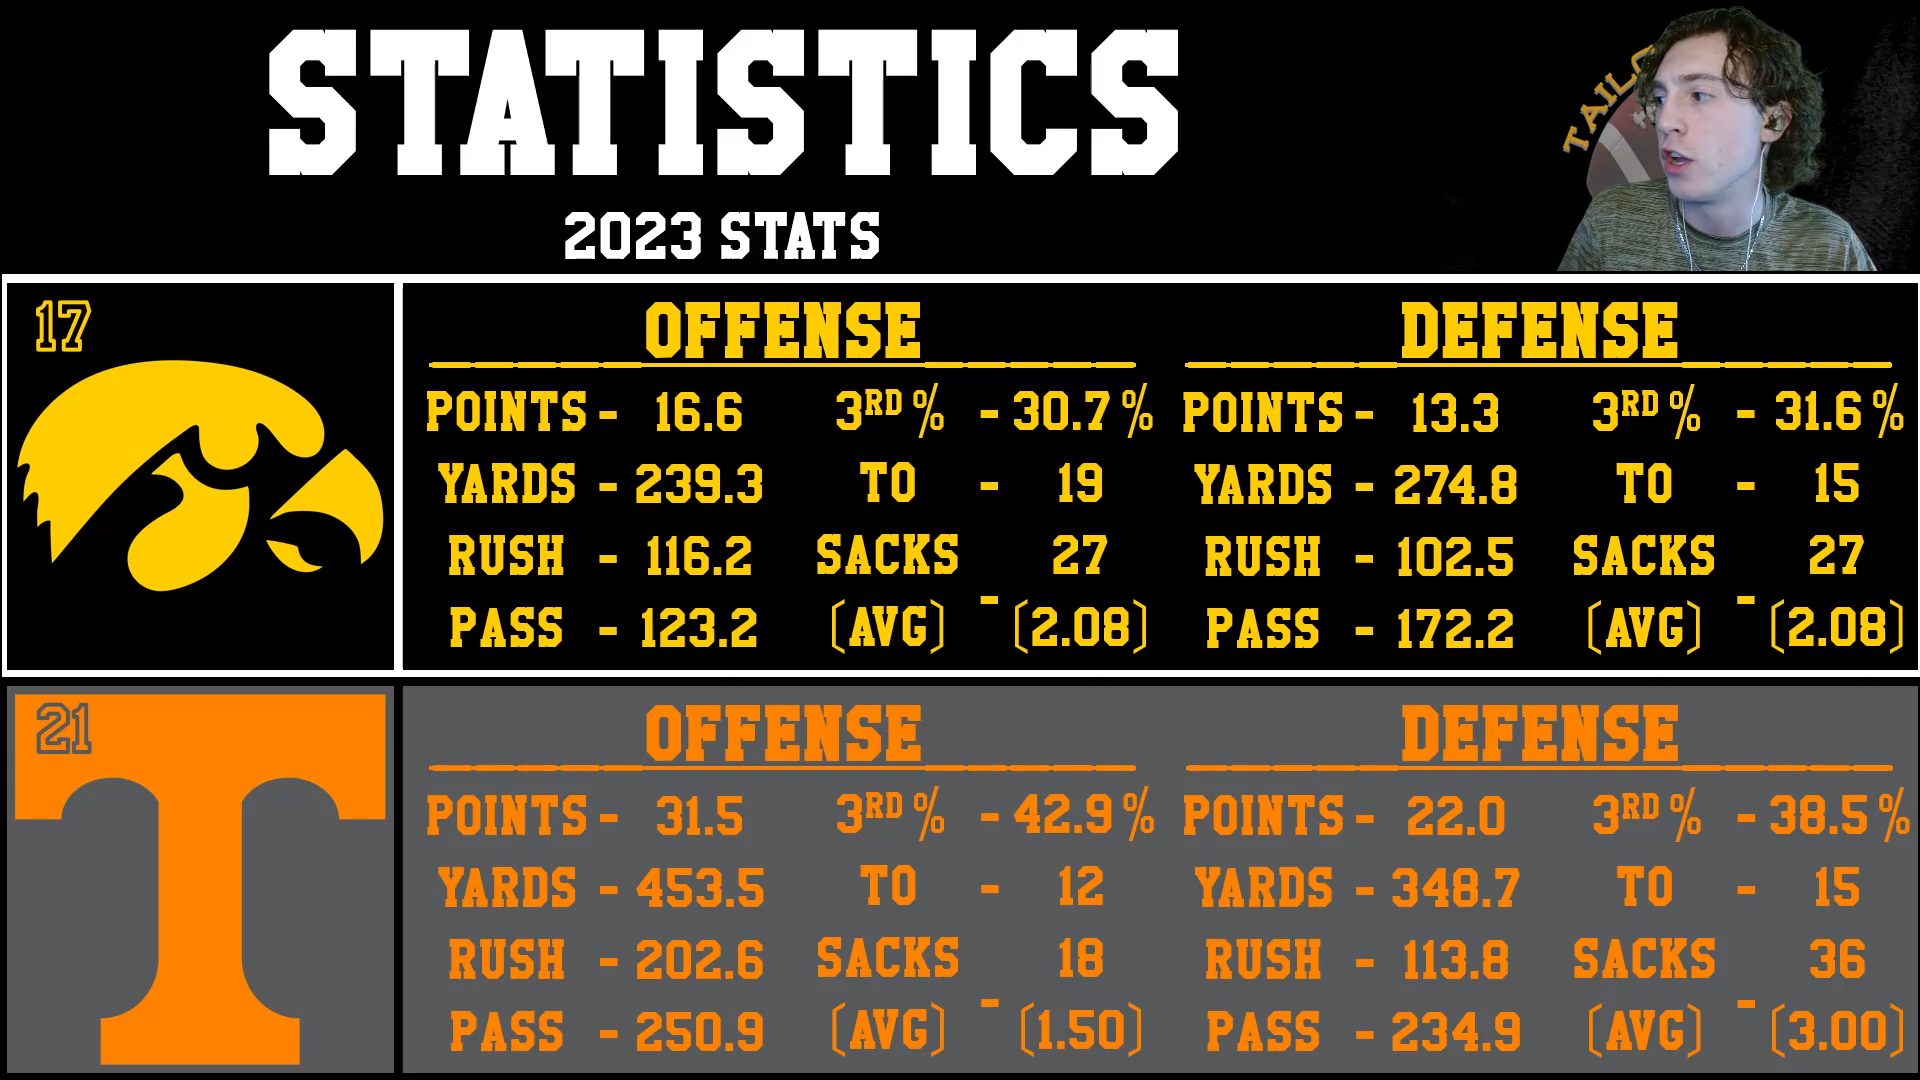 STATISTICS
2023 STATS
TAILG
17
OFFENSE
DEFENSE
POINTS - 16.6 3RD % - 30.7 %
POINTS - 13.3 3RD % - 31.6 %
YARDS - 239.3 TO - 19
YARDS - 274.8 TO - 15
RUSH - 116.2 SACKS 27
RUSH - 102.5 SACKS 27
PASS - 123.2 (AVG) - (2.08)
PASS - 172.2 (AVG) - (2.08)
21
OFFENSE
DEFENSE
POINTS - 31.5 3RD % - 42.9 %
POINTS - 22.0 3RD % - 38.5 %
YARDS - 453.5 TO - 12
YARDS - 348.7 TO - 15
RUSH - 202.6 SACKS 18
RUSH - 113.8 SACKS 36
PASS - 250.9 (AVG) - (1.50)
PASS - 234.9 (AVG) - (3.00)